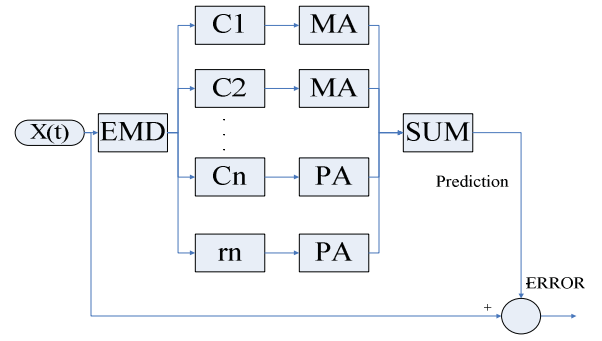 C1 MA
C2 MA
X(t) EMD SUM
.
.
.
Cn PA
Prediction
rn PA
-
ERROR
+